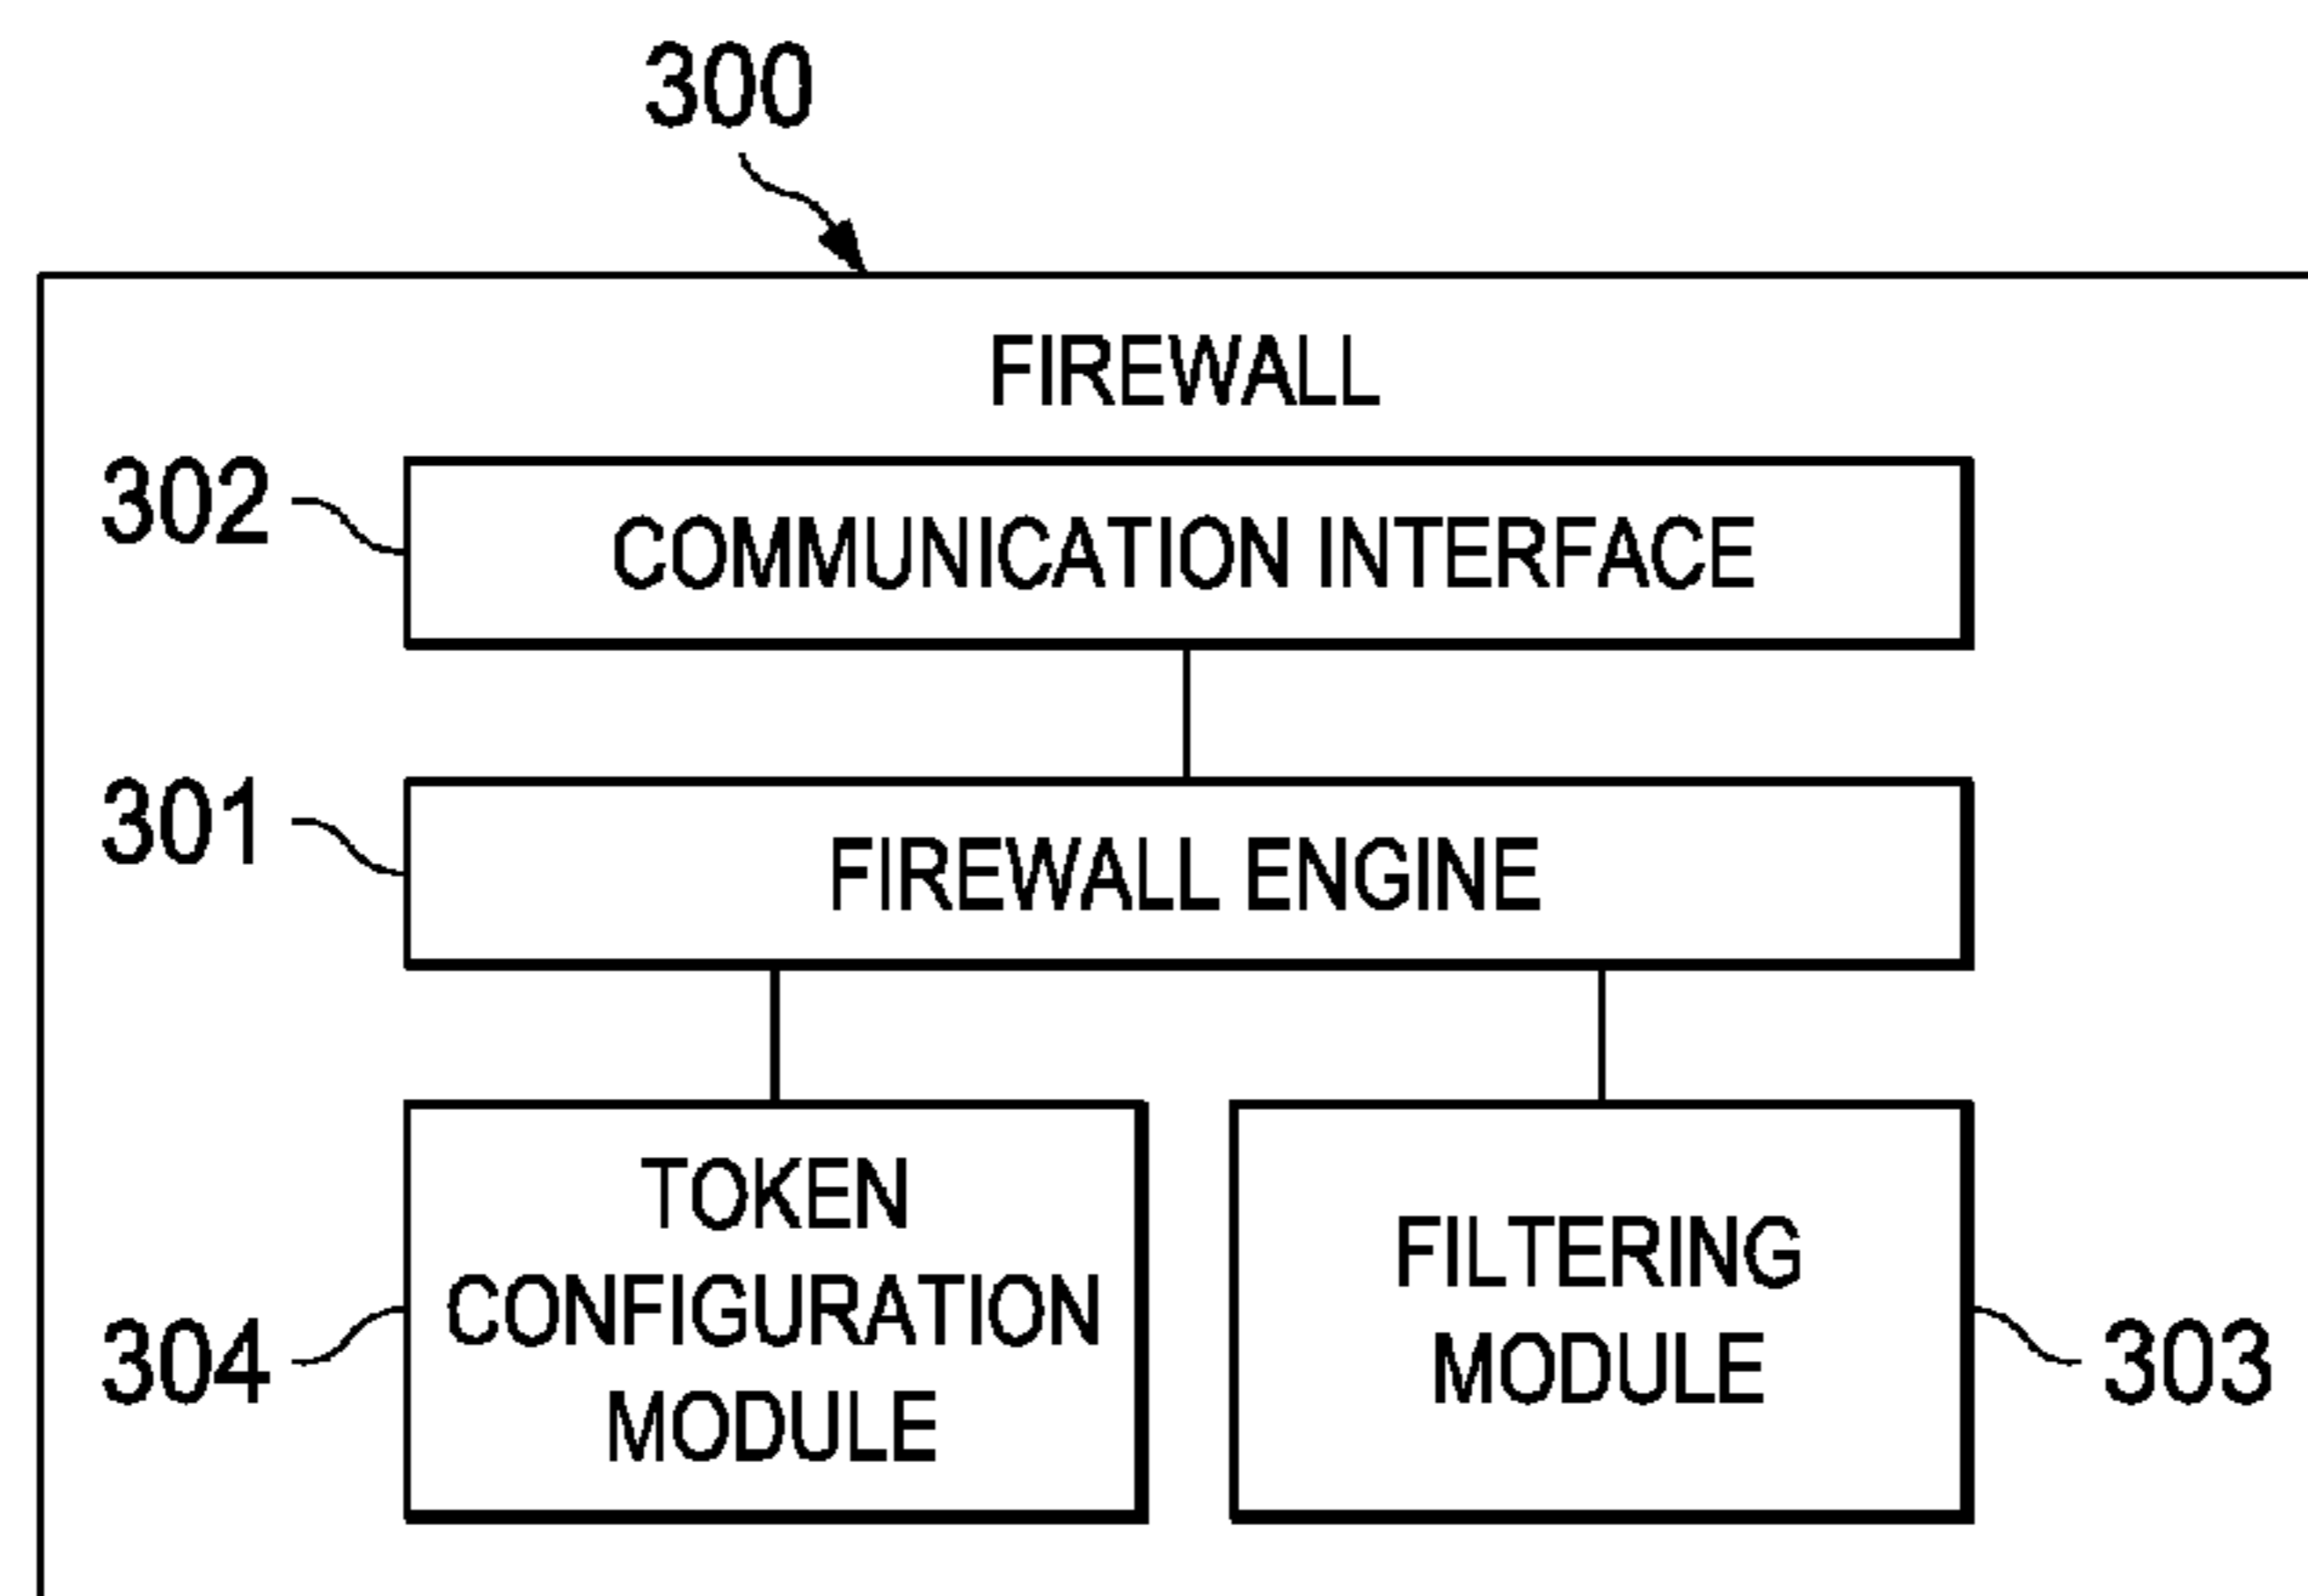 300
FIREWALL
302
COMMUNICATION INTERFACE
301
FIREWALL ENGINE
TOKEN
CONFIGURATION
MODULE
304
FILTERING
MODULE
303